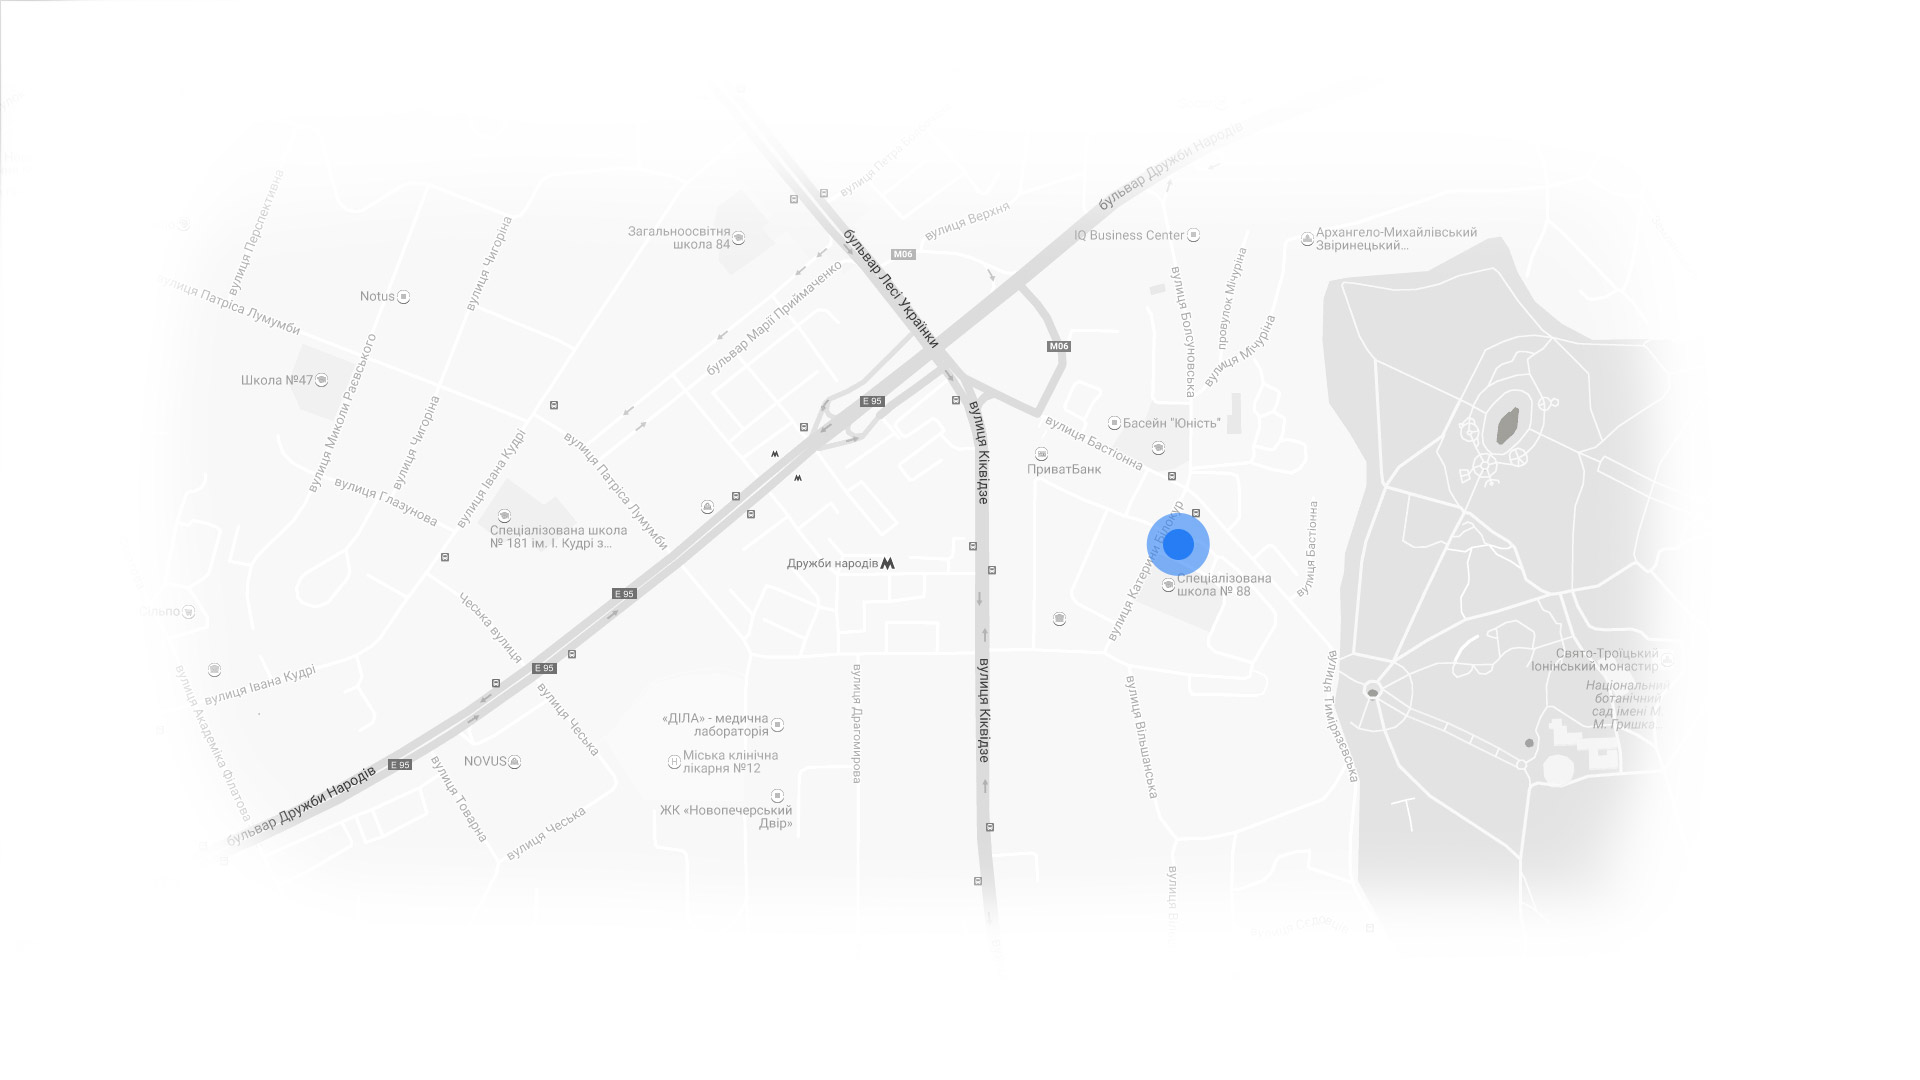 бульвар Дружби Народів
вулиця Перспективна
вулиця Чигоріна
Загальноосвітня
школа 84
бульвар Лесі Українки
M06
вулиця Верхня
IQ Business Center
Архангело-Михайлівський
Звіринецький...
вулиця Патріса Лумумби
Notus
бульвар Марії Приймаченко
вулиця Болсуновська
провулок Мічуріна
вулиця Мічуріна
M06
Школа №47
вулиця Миколи Раєвського
вулиця Чигоріна
E 95
вулиця Кіквідзе
вулиця Бастіонна
Басейн "Юність"
ПриватБанк
вулиця Івана Кудрі
вулиця Патріса Лумумби
вулиця Глазунова
Спеціалізована школа
№ 181 ім. І. Кудрі з...
Дружби народів
вулиця Катерини Білокур
вулиця Бастіонна
Спеціалізована
школа № 88
E 95
Чеська вулиця
E 95
вулиця Івана Кудрі
вулиця Академіка Філатова
вулиця Чеська
вулиця Драгомирова
вулиця Кіквідзе
вулиця Вільшанська
вулиця Тимірязєвська
Свято-Троїцький
Іонінський монастир
Національний
ботанічний
сад імені М.
М. Гришка...
«ДІЛА» - медична
лабораторія
Міська клінічна
лікарня №12
ЖК «Новопечерський
Двір»
NOVUS
E 95
бульвар Дружби Народів
вулиця Товарна
вулиця Чеська